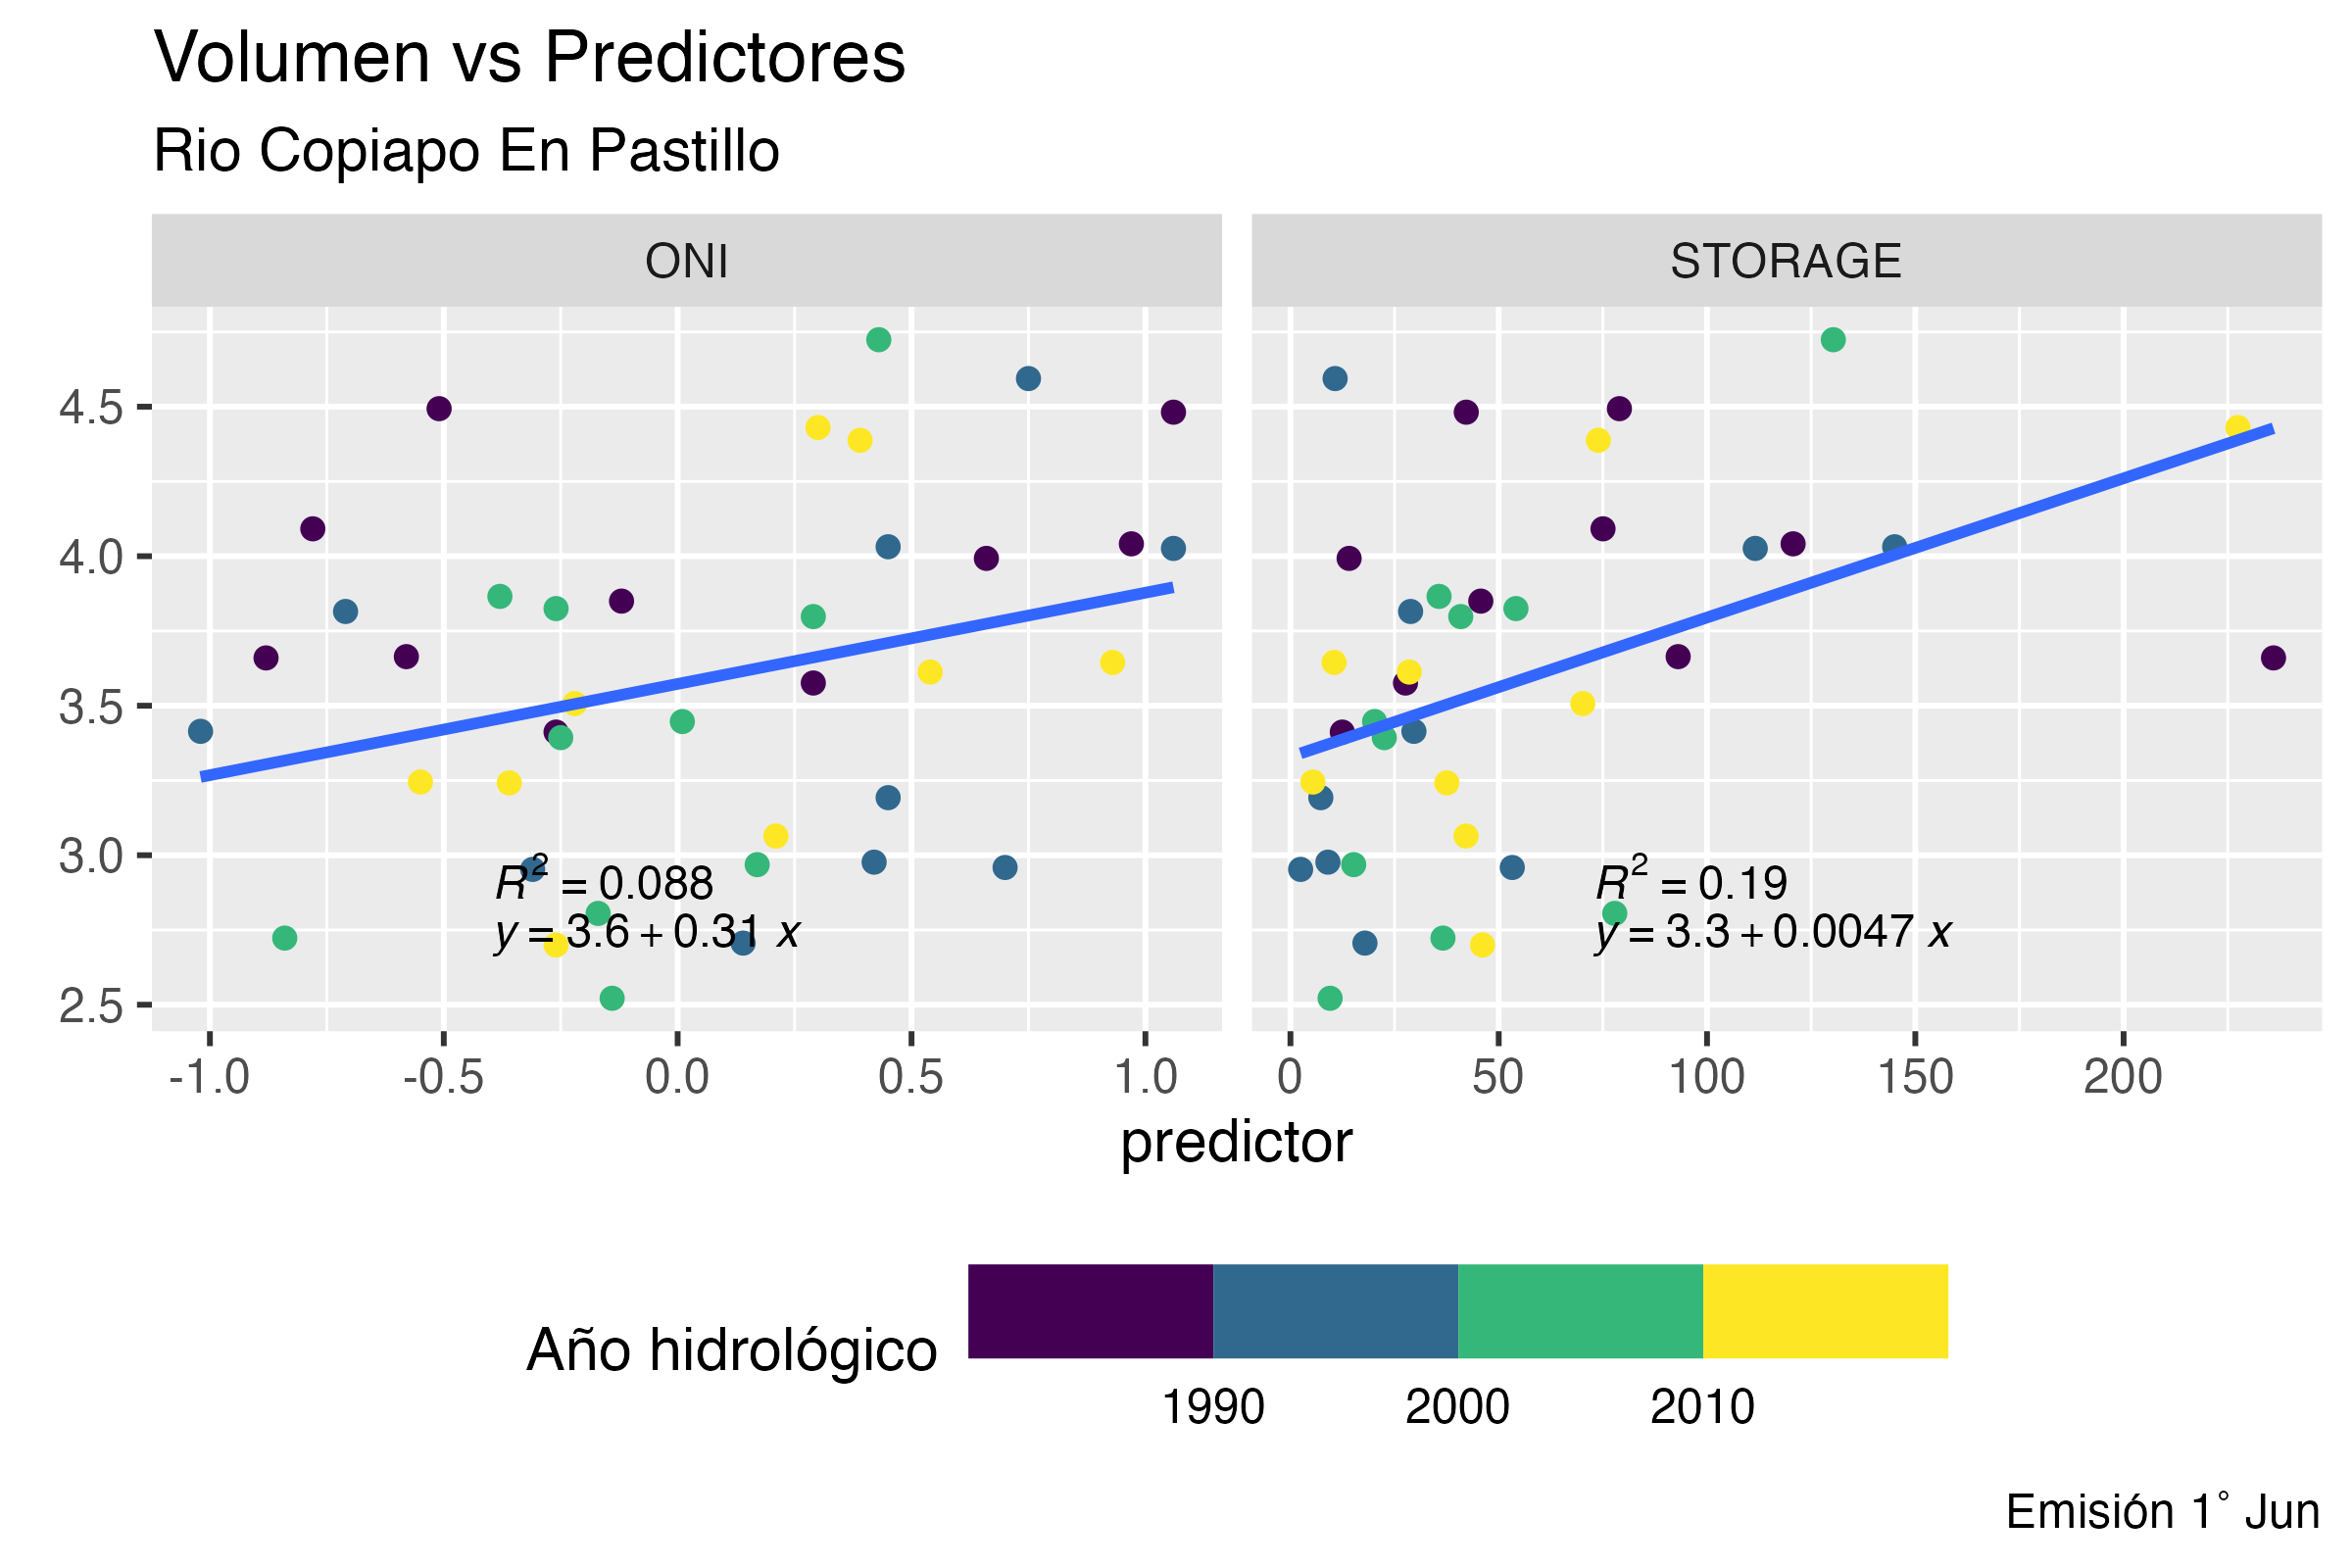 Volumen vs Predictores
Rio Copiapo En Pastillo
ONI
STORAGE
4.5
4.0
3.5
3.0
2.5
R² = 0.088
y = 3.6 + 0.31 x
R² = 0.19
y = 3.3 + 0.0047 x
-1.0 -0.5 0.0 0.5 1.0
0 50 100 150 200
predictor
Año hidrológico
1990 2000 2010
Emisión 1° Jun